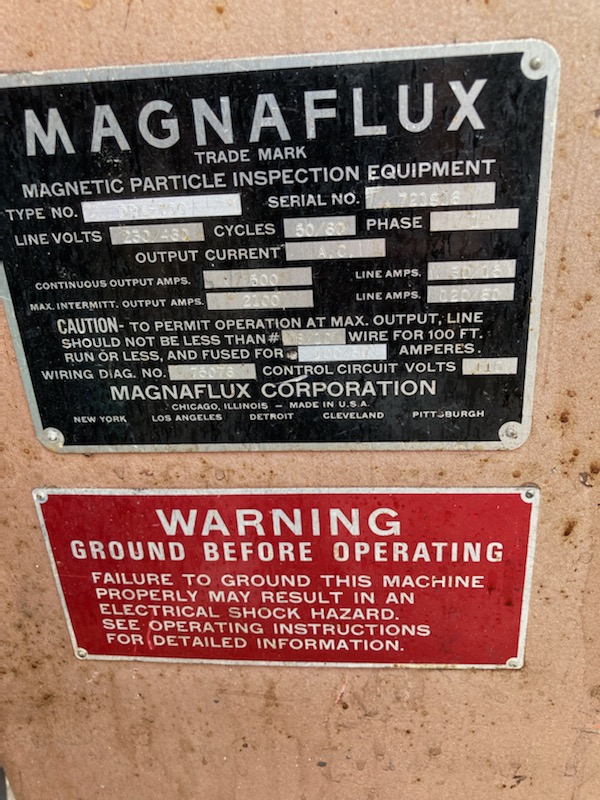 MAGNAFLUX
TRADE MARK
MAGNETIC PARTICLE INSPECTION EQUIPMENT
TYPE NO. SERIAL NO.
LINE VOLTS 230/460 CYCLES 50/60 PHASE
OUTPUT CURRENT A.C.
CONTINUOUS OUTPUT AMPS. 500 LINE AMPS.
MAX. INTERMITT. OUTPUT AMPS. 2100 LINE AMPS.
CAUTION- TO PERMIT OPERATION AT MAX. OUTPUT, LINE
SHOULD NOT BE LESS THAN # WIRE FOR 100 FT.
RUN OR LESS, AND FUSED FOR AMPERES.
WIRING DIAG. NO. CONTROL CIRCUIT VOLTS
MAGNAFLUX CORPORATION
CHICAGO, ILLINOIS - MADE IN U.S.A.
NEW YORK LOS ANGELES DETROIT CLEVELAND PITTSBURGH
WARNING
GROUND BEFORE OPERATING
FAILURE TO GROUND THIS MACHINE
PROPERLY MAY RESULT IN AN
ELECTRICAL SHOCK HAZARD.
SEE OPERATING INSTRUCTIONS
FOR DETAILED INFORMATION.